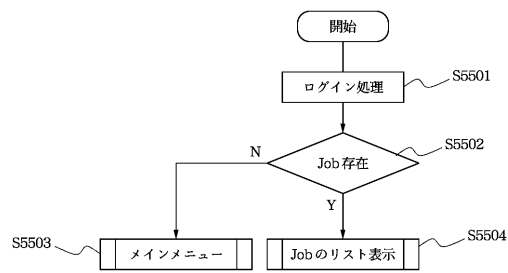 開始
ログイン処理
S5501
Job存在
S5502
N
Y
S5503
メインメニュー
Jobのリスト表示
S5504